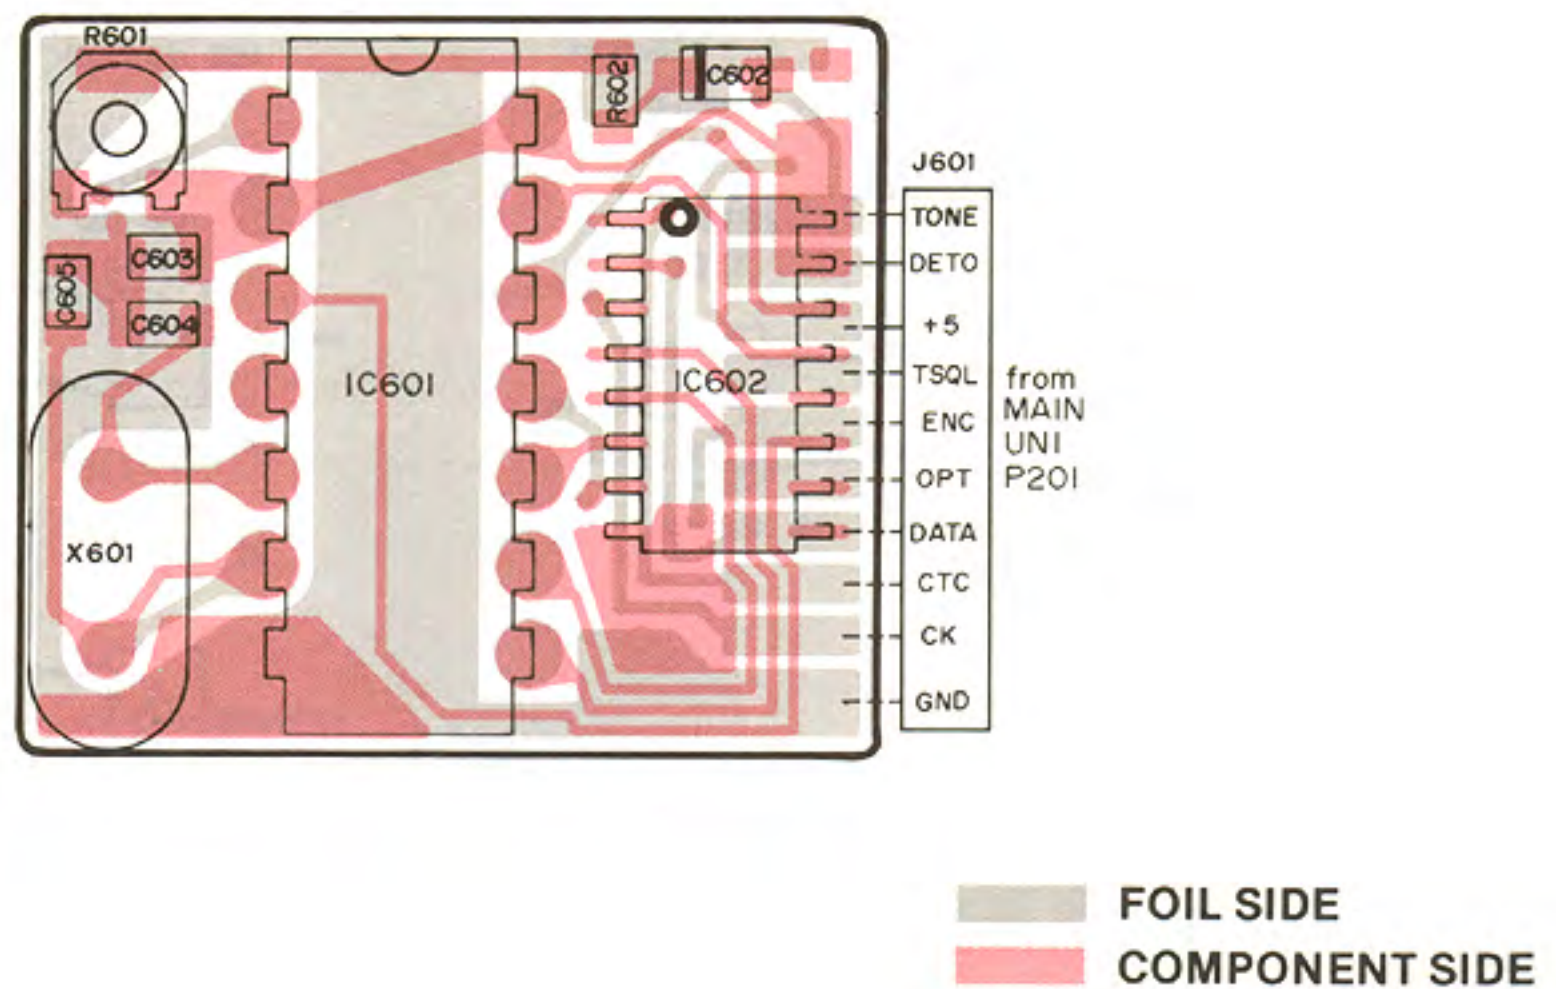 R601
R602
C602
J601
TONE
DETO
+5
TSQL
ENC
OPT
DATA
CTC
CK
GND
from
MAIN
UNI
P201
C603
C605
C604
IC601
IC602
X601
FOIL SIDE
COMPONENT SIDE